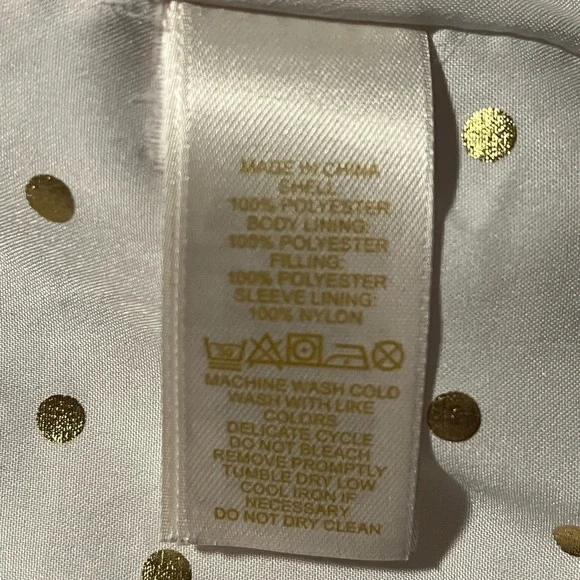 MADE IN CHINA
SHELL:
100% POLYESTER
BODY LINING:
100% POLYESTER
FILLING:
100% POLYESTER
SLEEVE LINING:
100% NYLON
30
MACHINE WASH COLD
WASH WITH LIKE
COLORS
DELICATE CYCLE
DO NOT BLEACH
REMOVE PROMPTLY
TUMBLE DRY LOW
COOL IRON IF
NECESSARY
DO NOT DRY CLEAN